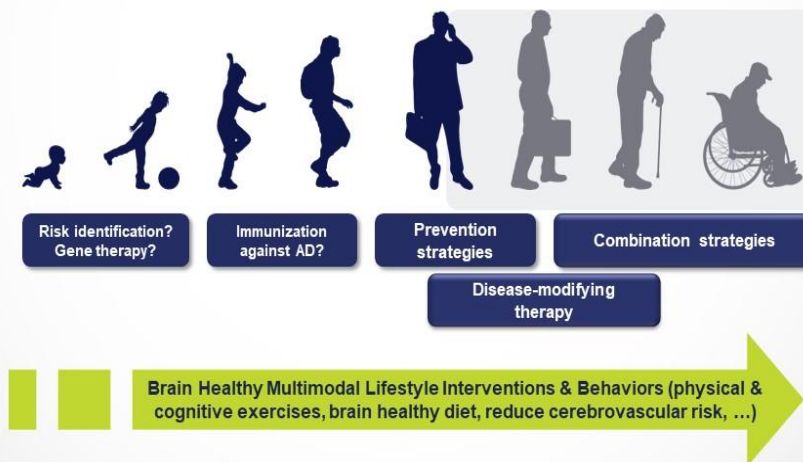 Risk identification?
Gene therapy?
Immunization
against AD?
Prevention
strategies
Combination strategies
Disease-modifying
therapy
Brain Healthy Multimodal Lifestyle Interventions & Behaviors (physical &
cognitive exercises, brain healthy diet, reduce cerebrovascular risk, ...)